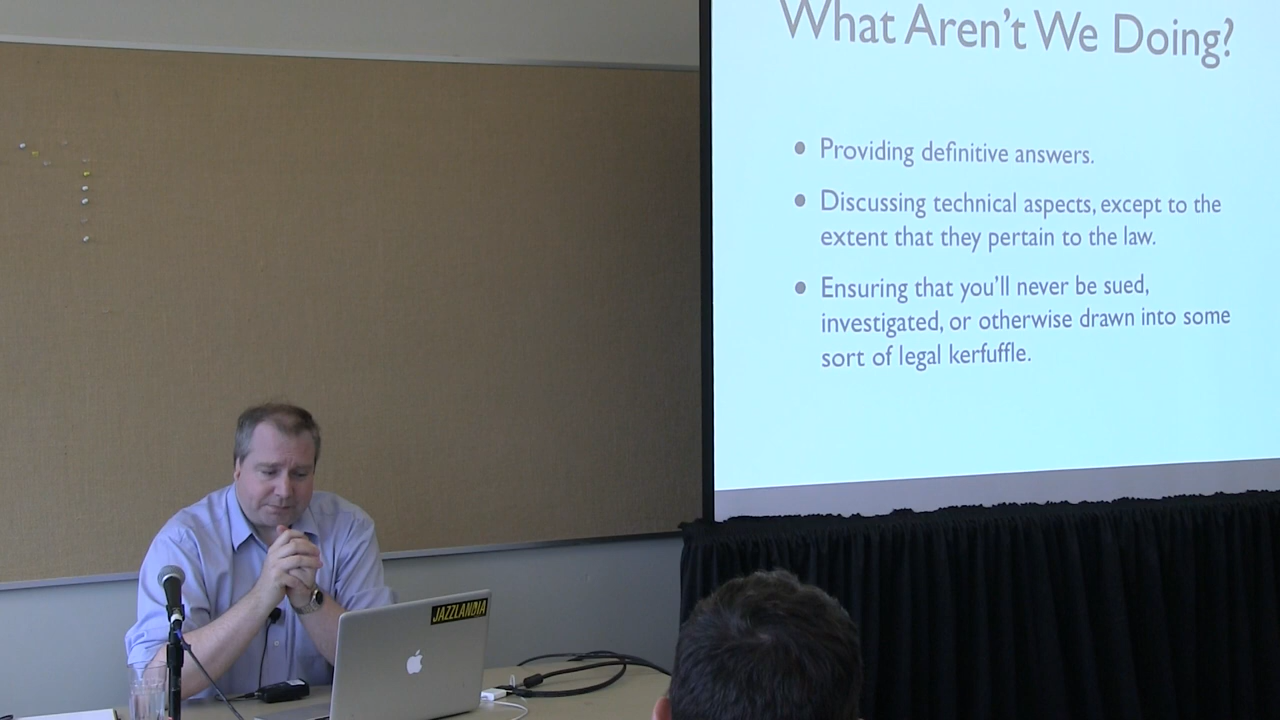 What Aren't We Doing?
• Providing definitive answers.
• Discussing technical aspects, except to the
extent that they pertain to the law.
• Ensuring that you'll never be sued,
investigated, or otherwise drawn into some
sort of legal kerfuffle.
JAZZLANDIA